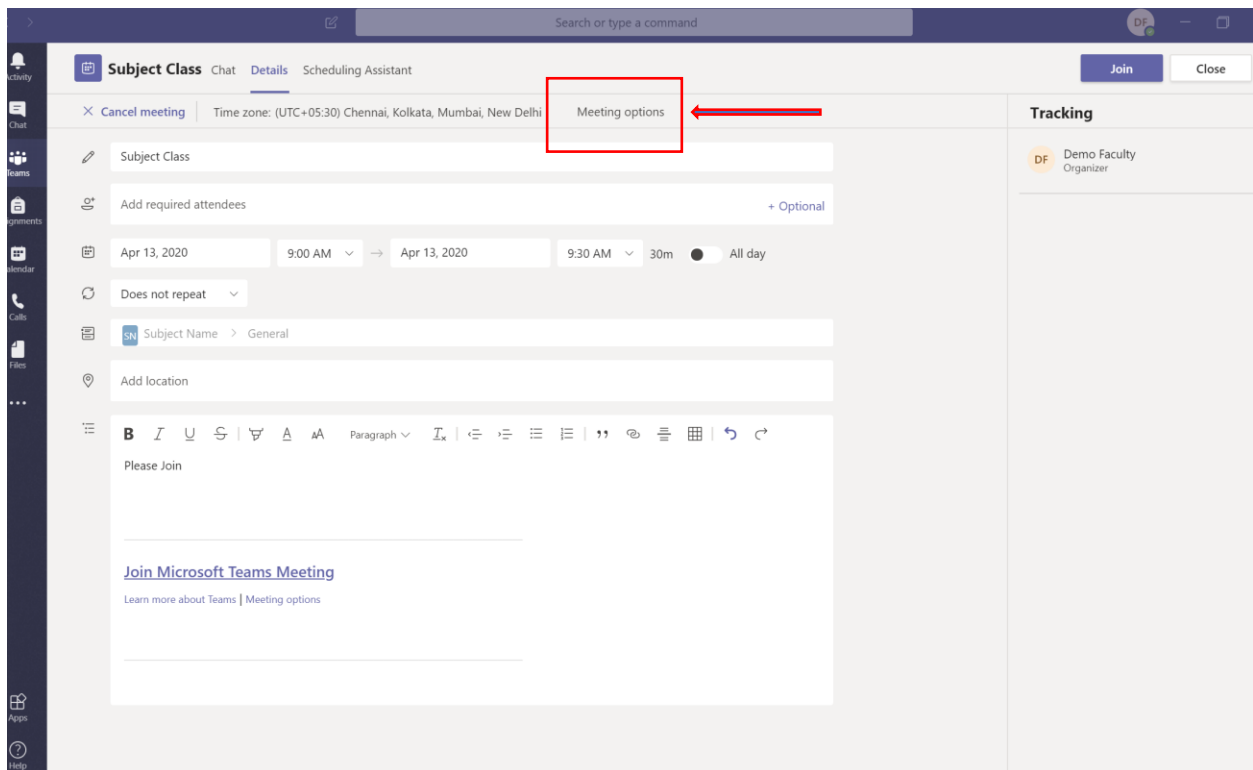 Search or type a command
DF
Subject Class Chat Details Scheduling Assistant
Join Close
Cancel meeting Time zone: (UTC+05:30) Chennai, Kolkata, Mumbai, New Delhi Meeting options
Tracking
DF Demo Faculty
Organizer
ctivity
Chat
Teams
ignments
alendar
Calls
Files
Apps
Help
Subject Class
Add required attendees + Optional
Apr 13, 2020 9:00 AM → Apr 13, 2020 9:30 AM 30m All day
Does not repeat
SN Subject Name > General
Add location
B I U S A AA Paragraph Tx
Please Join
Join Microsoft Teams Meeting
Learn more about Teams | Meeting options